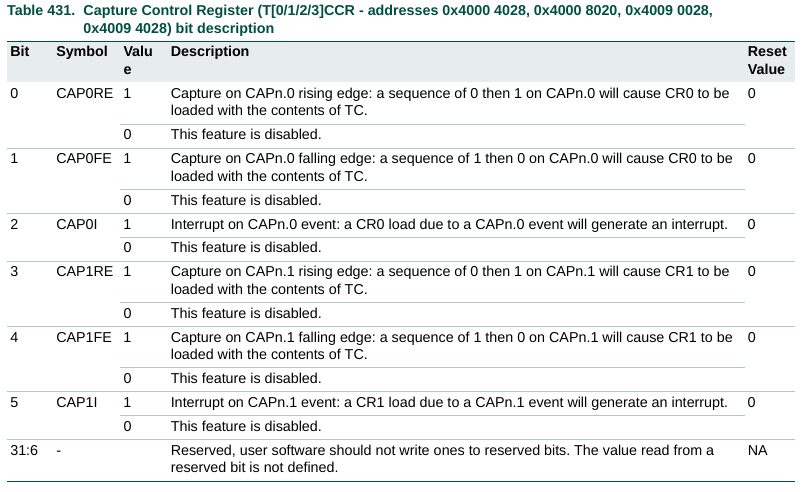 Table 431. Capture Control Register (T[0/1/2/3]CCR - addresses 0x4000 4028, 0x4000 8020, 0x4009 0028,
0x4009 4028) bit description
Bit Symbol Valu Description Reset
e Value
0 CAP0RE 1 Capture on CAPn.0 rising edge: a sequence of 0 then 1 on CAPn.0 will cause CR0 to be 0
loaded with the contents of TC.
0 This feature is disabled.
1 CAP0FE 1 Capture on CAPn.0 falling edge: a sequence of 1 then 0 on CAPn.0 will cause CR0 to be 0
loaded with the contents of TC.
0 This feature is disabled.
2 CAP0I 1 Interrupt on CAPn.0 event: a CR0 load due to a CAPn.0 event will generate an interrupt. 0
0 This feature is disabled.
3 CAP1RE 1 Capture on CAPn.1 rising edge: a sequence of 0 then 1 on CAPn.1 will cause CR1 to be 0
loaded with the contents of TC.
0 This feature is disabled.
4 CAP1FE 1 Capture on CAPn.1 falling edge: a sequence of 1 then 0 on CAPn.1 will cause CR1 to be 0
loaded with the contents of TC.
0 This feature is disabled.
5 CAP1I 1 Interrupt on CAPn.1 event: a CR1 load due to a CAPn.1 event will generate an interrupt. 0
0 This feature is disabled.
31:6 - Reserved, user software should not write ones to reserved bits. The value read from a NA
reserved bit is not defined.